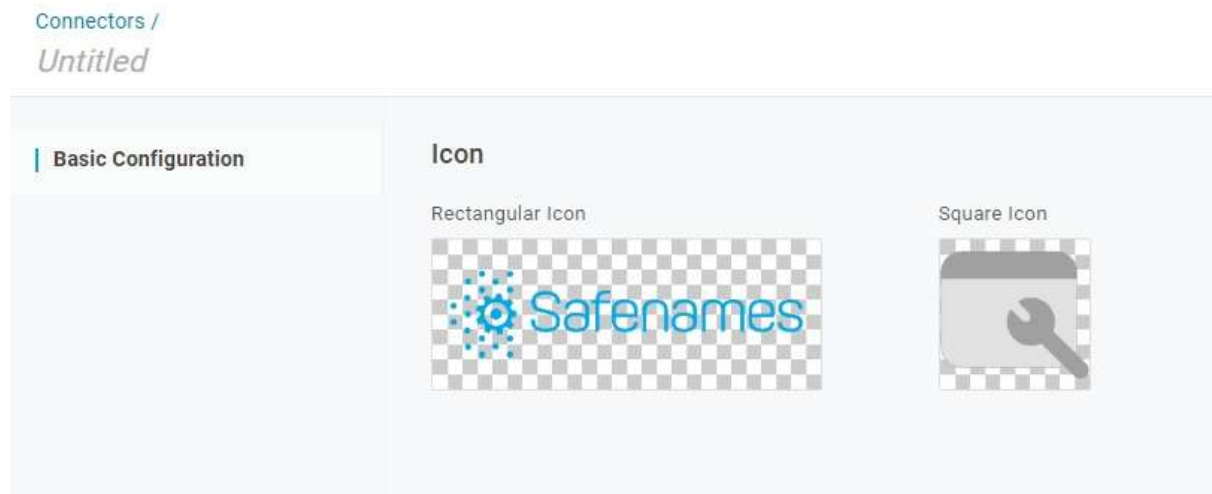 Connectors /
Untitled
Basic Configuration
Icon
Rectangular Icon
Square Icon
Safenames